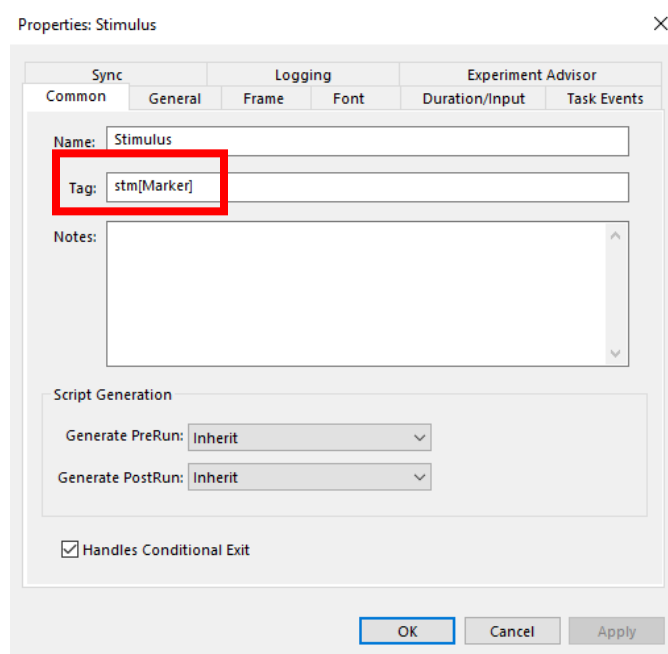 Properties: Stimulus
Sync Logging Experiment Advisor
Common General Frame Font Duration/Input Task Events
Name: Stimulus
Tag: stm[Marker]
Notes:
Script Generation
Generate PreRun: Inherit
Generate PostRun: Inherit
Handles Conditional Exit
OK Cancel Apply